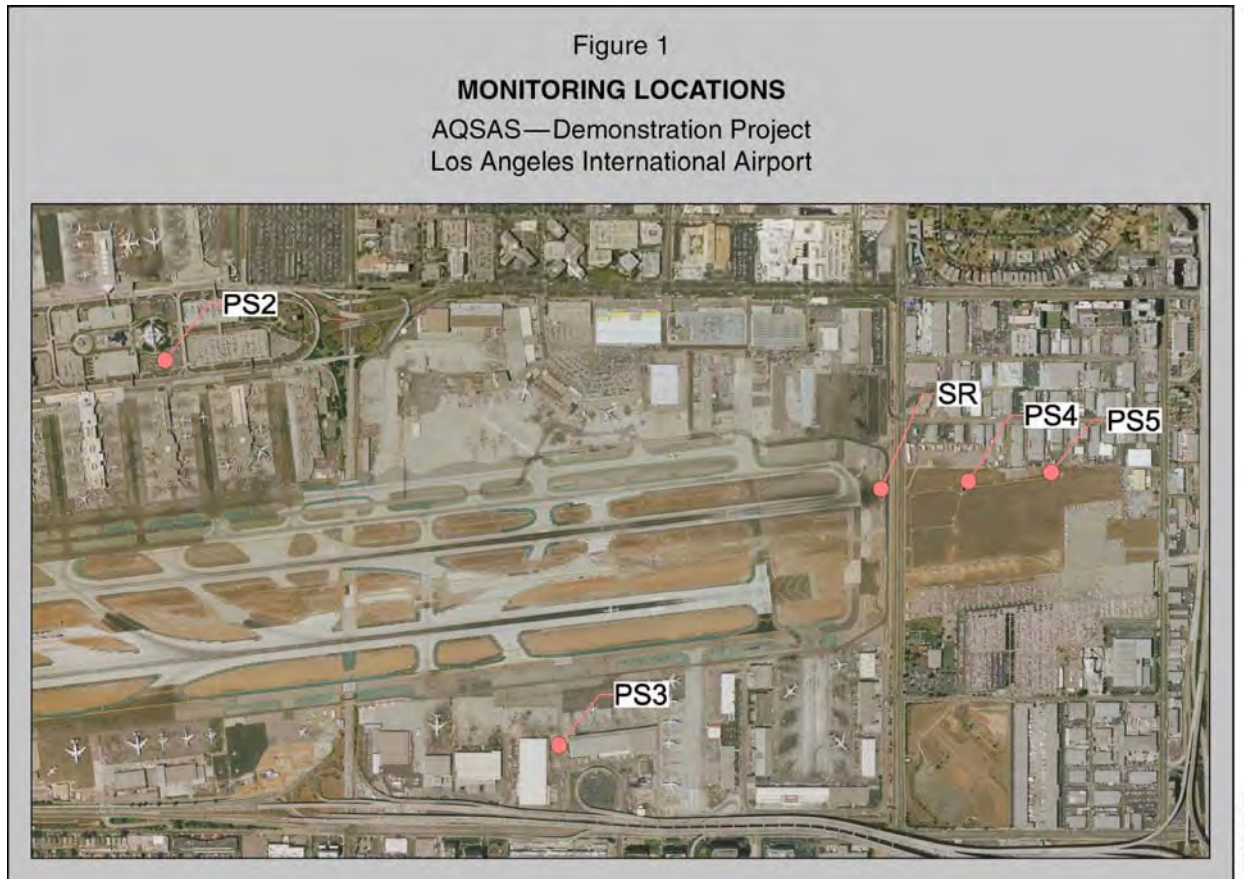 Figure 1
MONITORING LOCATIONS
AQSAS—Demonstration Project
Los Angeles International Airport
PS2
SR
PS4
PS5
PS3